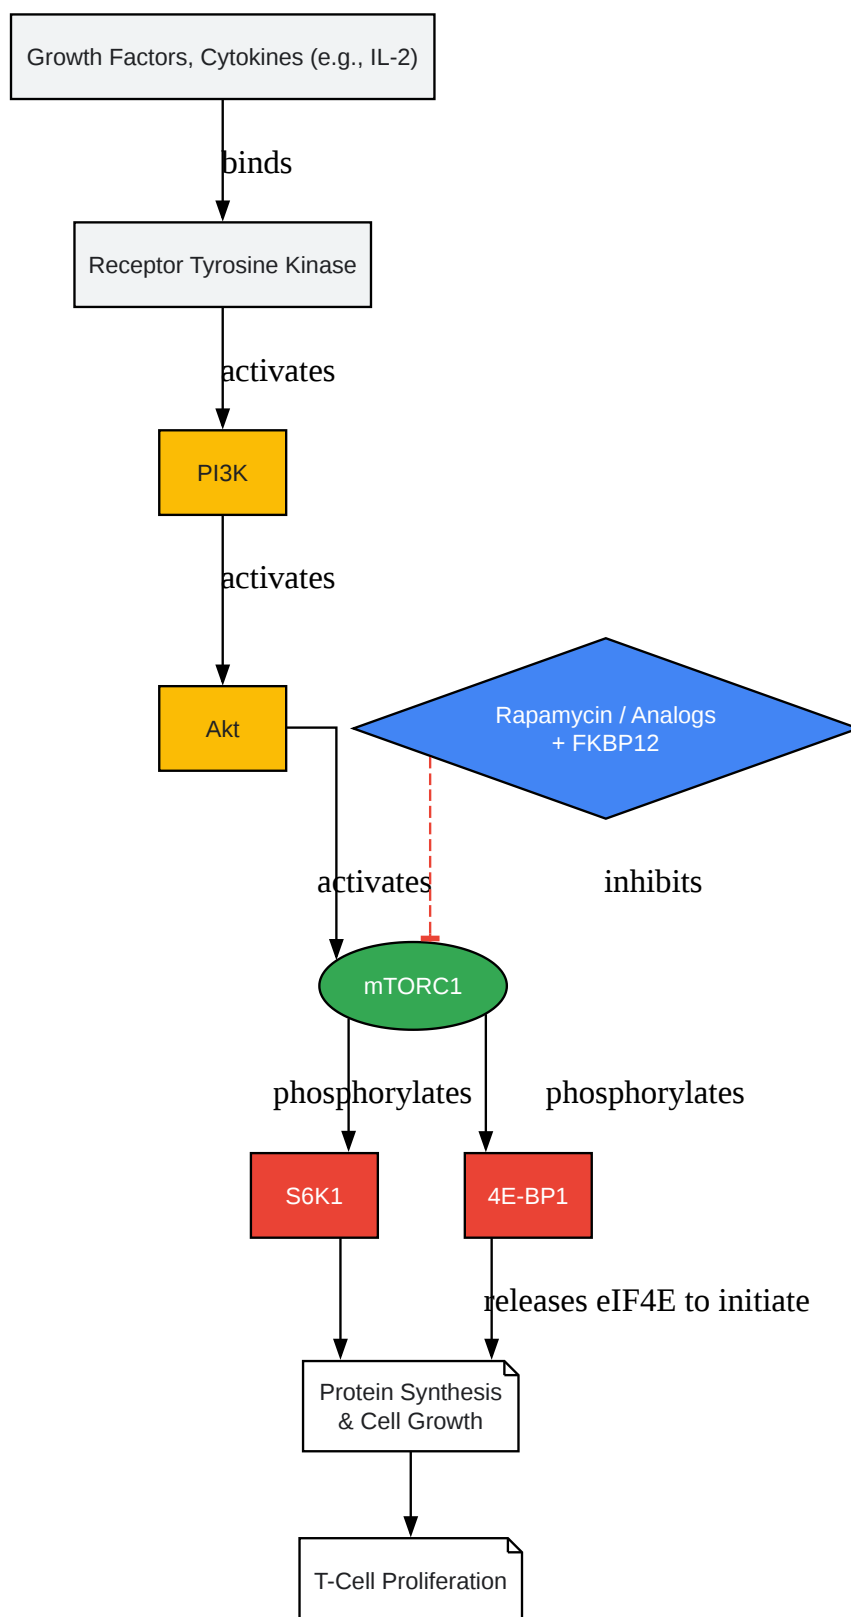 Growth Factors, Cytokines (e.g., IL-2)
binds
Receptor Tyrosine Kinase
activates
PI3K
activates
Akt
Rapamycin / Analogs
+ FKBP12
activates
inhibits
mTORC1
phosphorylates
phosphorylates
S6K1
4E-BP1
releases eIF4E to initiate
Protein Synthesis
& Cell Growth
T-Cell Proliferation